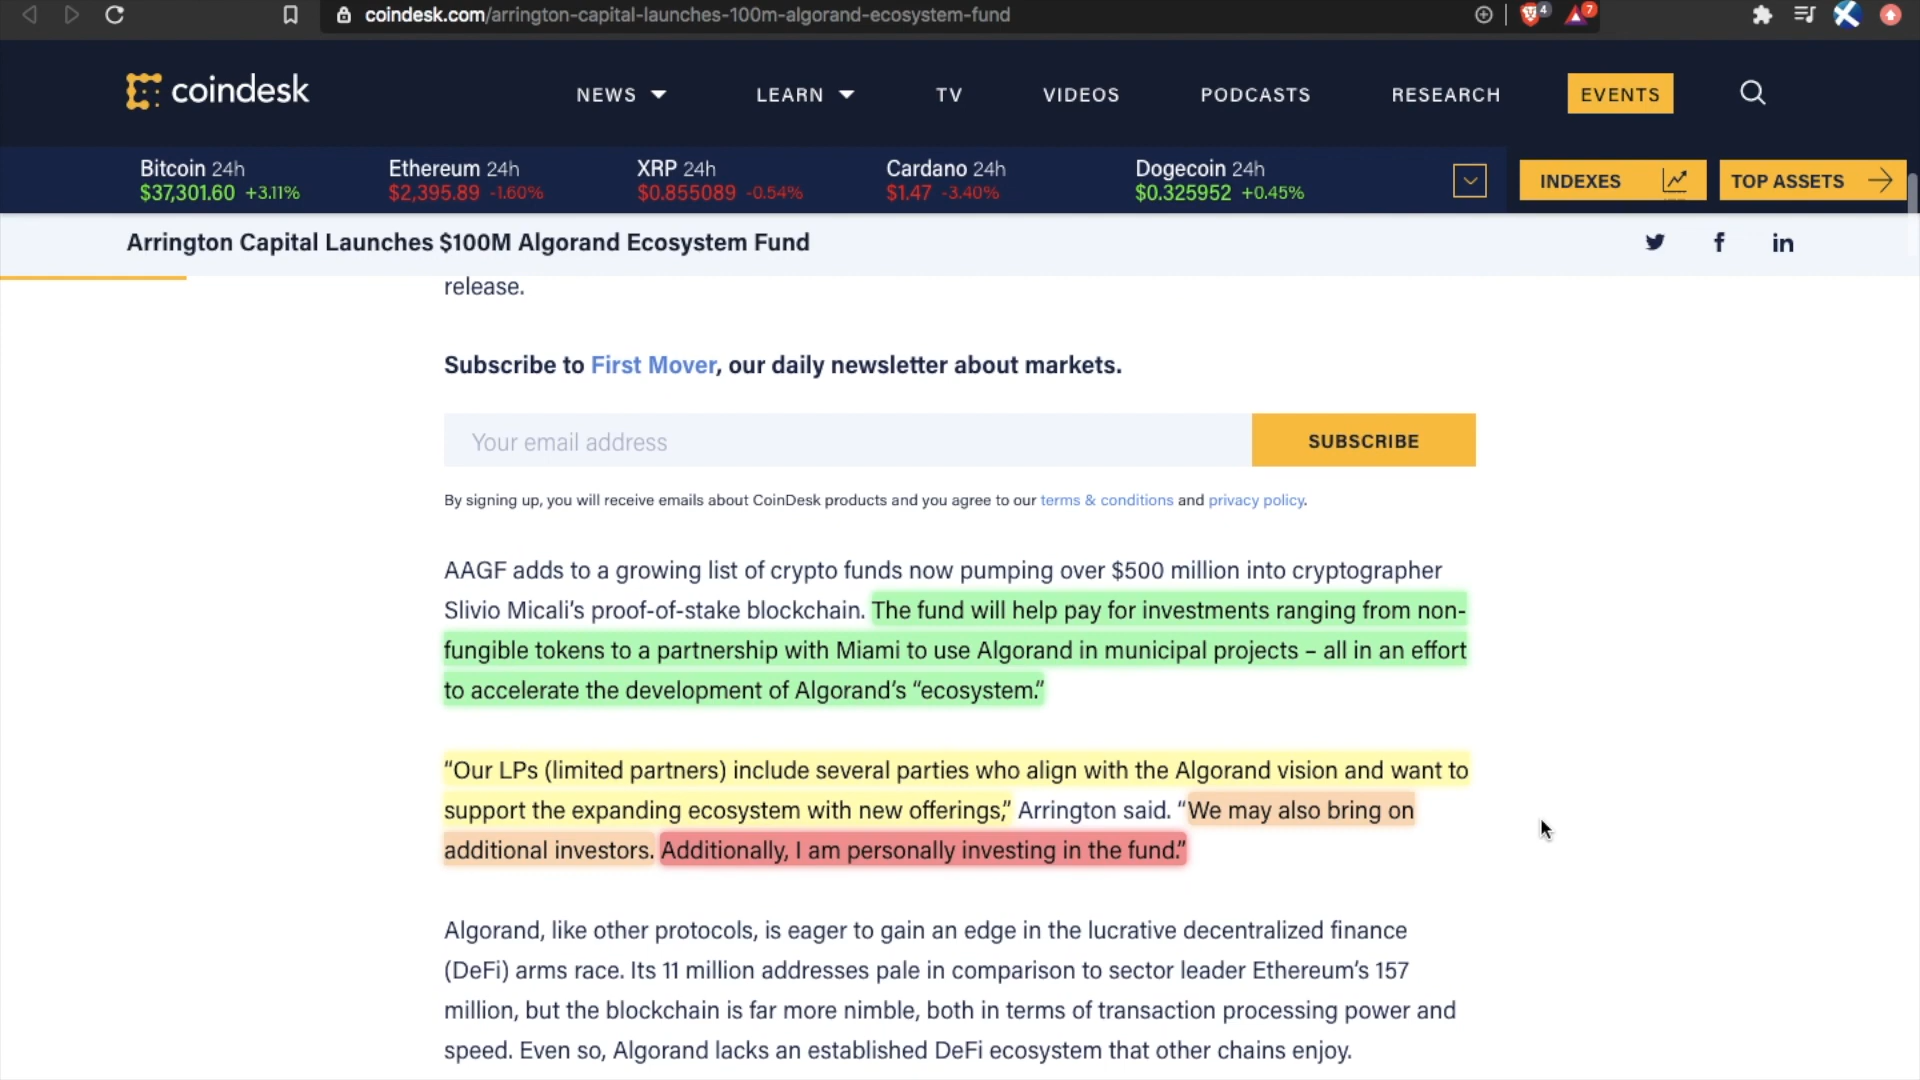 coindesk.com/arrington-capital-launches-100m-algorand-ecosystem-fund
4
7
coindesk
NEWS
LEARN
TV
VIDEOS
PODCASTS
RESEARCH
EVENTS
Bitcoin 24h
$37,301.60 +3.11%
Ethereum 24h
$2,395.89 -1.60%
XRP 24h
$0.855089 -0.54%
Cardano 24h
$1.47 -3.40%
Dogecoin 24h
$0.325952 +0.45%
INDEXES
TOP ASSETS
Arrington Capital Launches $100M Algorand Ecosystem Fund
release.
Subscribe to First Mover, our daily newsletter about markets.
Your email address
SUBSCRIBE
By signing up, you will receive emails about CoinDesk products and you agree to our terms & conditions and privacy policy.
AAGF adds to a growing list of crypto funds now pumping over $500 million into cryptographer
Slivio Micali’s proof-of-stake blockchain. The fund will help pay for investments ranging from non-
fungible tokens to a partnership with Miami to use Algorand in municipal projects – all in an effort
to accelerate the development of Algorand’s “ecosystem.”
“Our LPs (limited partners) include several parties who align with the Algorand vision and want to
support the expanding ecosystem with new offerings,” Arrington said. “We may also bring on
additional investors. Additionally, I am personally investing in the fund.”
Algorand, like other protocols, is eager to gain an edge in the lucrative decentralized finance
(DeFi) arms race. Its 11 million addresses pale in comparison to sector leader Ethereum’s 157
million, but the blockchain is far more nimble, both in terms of transaction processing power and
speed. Even so, Algorand lacks an established DeFi ecosystem that other chains enjoy.